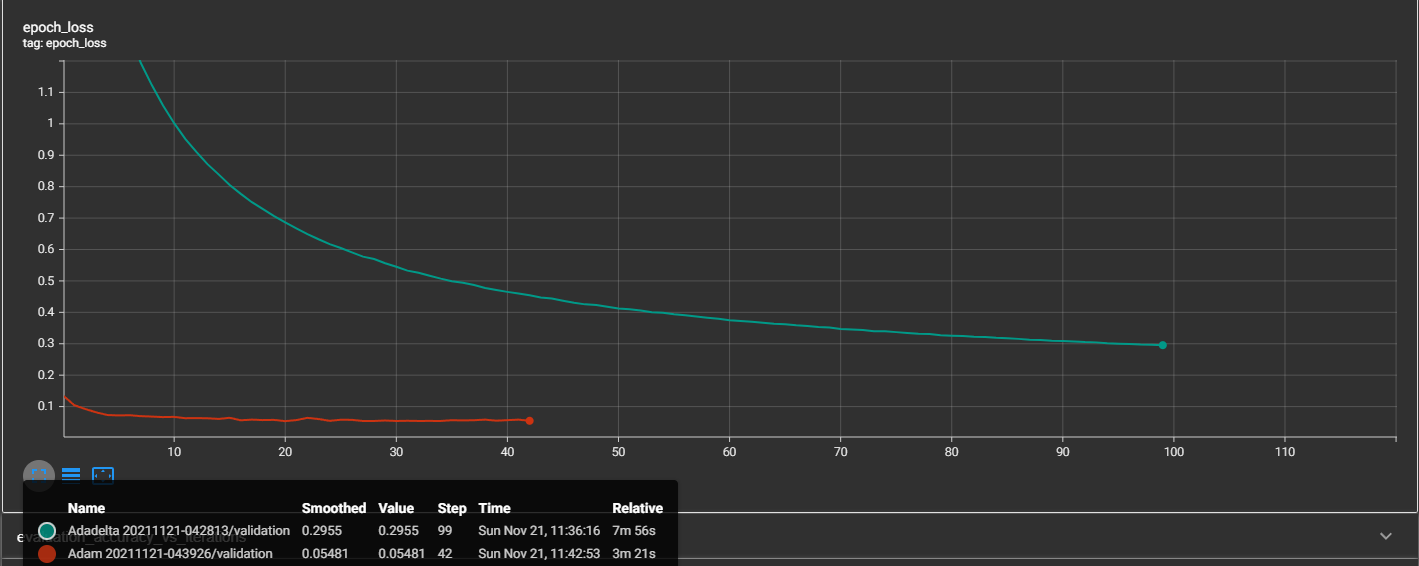 epoch_loss
tag: epoch_loss
1.1
1
0.9
0.8
0.7
0.6
0.5
0.4
0.3
0.2
0.1
10 20 30 40 50 60 70 80 90 100 110
Name Smoothed Value Step Time Relative
Adadelta 20211121-042813/validation 0.2955 0.2955 99 Sun Nov 21, 11:36:16 7m 56s
evaluation_accuracy_vs_iterations
Adam 20211121-043926/validation 0.05481 0.05481 42 Sun Nov 21, 11:42:53 3m 21s